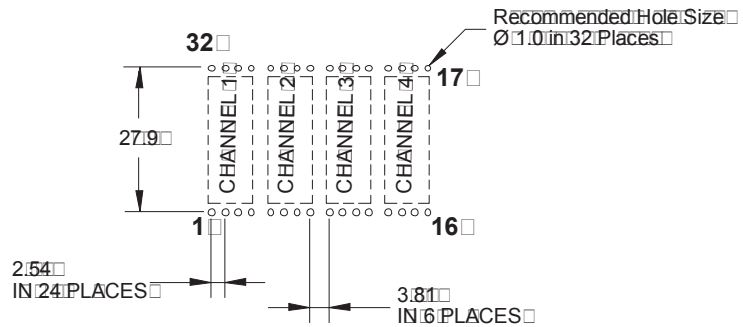 Recommended Hole Size
Ø 1.0 in 32 Places
32
17
CHANNEL 1
CHANNEL 2
CHANNEL 3
CHANNEL 4
27.9
1
16
2.54
IN 24 PLACES
3.81
IN 6 PLACES